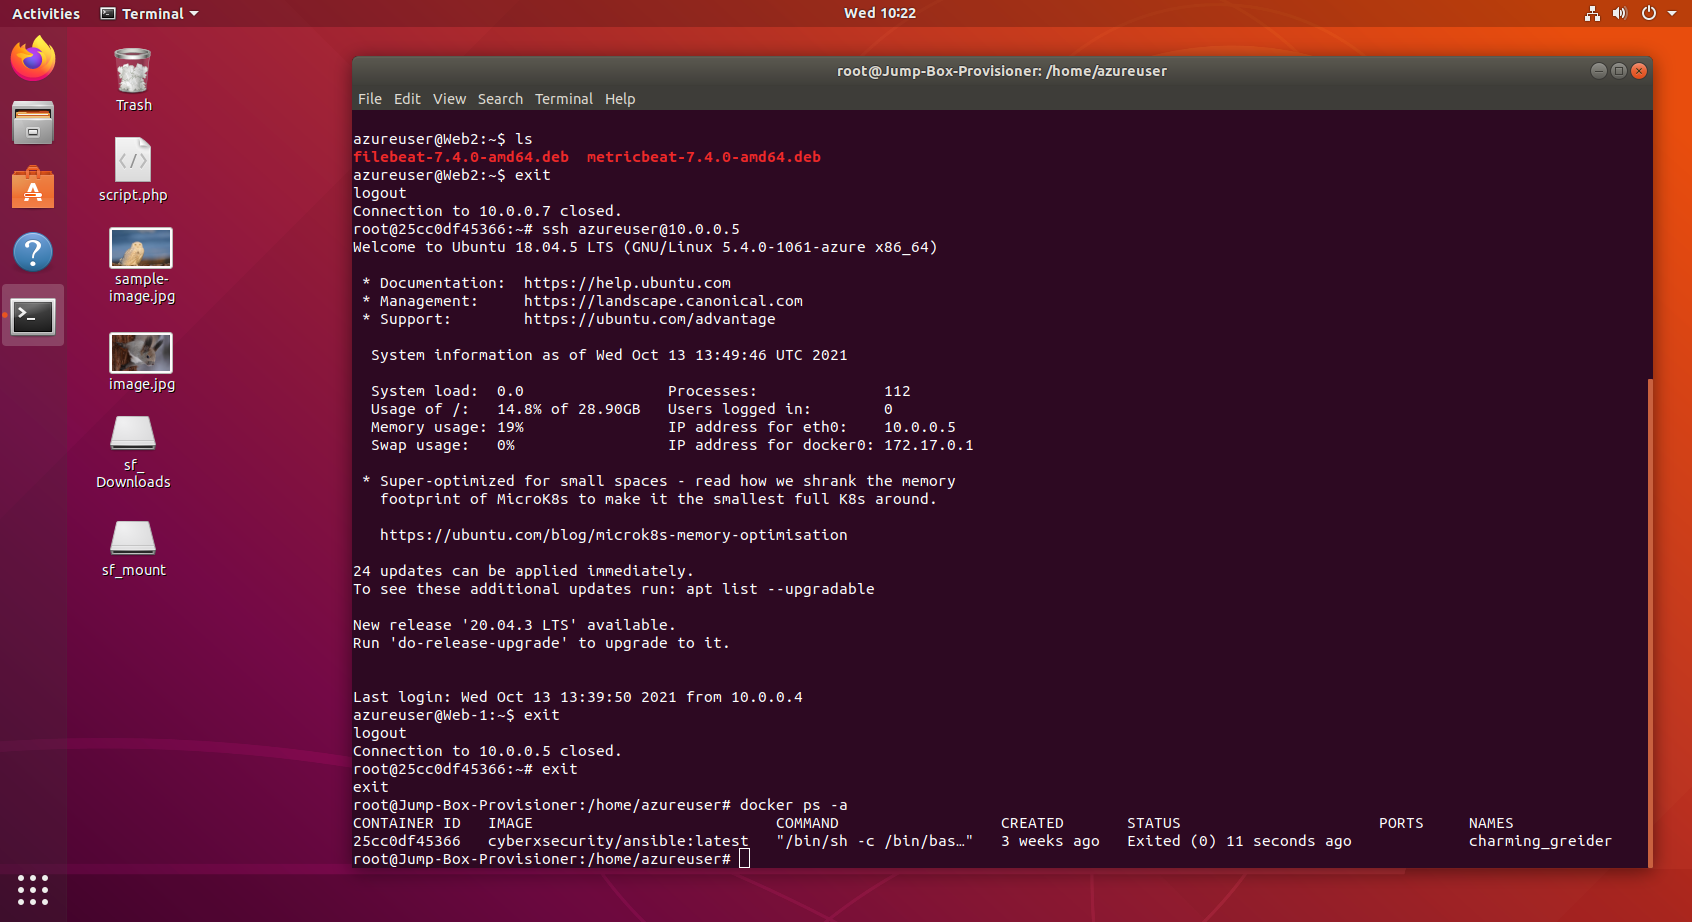 Activities Terminal Wed 10:22
root@Jump-Box-Provisioner: /home/azureuser
File Edit View Search Terminal Help
Trash
script.php
sample-
image.jpg
image.jpg
sf_
Downloads
sf_mount
azureuser@Web2:~$ ls
filebeat-7.4.0-amd64.deb  metricbeat-7.4.0-amd64.deb
azureuser@Web2:~$ exit
logout
Connection to 10.0.0.7 closed.
root@25cc0df45366:~# ssh azureuser@10.0.0.5
Welcome to Ubuntu 18.04.5 LTS (GNU/Linux 5.4.0-1061-azure x86_64)
 * Documentation:  https://help.ubuntu.com
 * Management:     https://landscape.canonical.com
 * Support:        https://ubuntu.com/advantage
  System information as of Wed Oct 13 13:49:46 UTC 2021
  System load:  0.0                Processes:              112
  Usage of /:   14.8% of 28.90GB   Users logged in:        0
  Memory usage: 19%                IP address for eth0:    10.0.0.5
  Swap usage:   0%                 IP address for docker0: 172.17.0.1
 * Super-optimized for small spaces - read how we shrank the memory
   footprint of MicroK8s to make it the smallest full K8s around.
   https://ubuntu.com/blog/microk8s-memory-optimisation
24 updates can be applied immediately.
To see these additional updates run: apt list --upgradable
New release '20.04.3 LTS' available.
Run 'do-release-upgrade' to upgrade to it.
Last login: Wed Oct 13 13:39:50 2021 from 10.0.0.4
azureuser@Web-1:~$ exit
logout
Connection to 10.0.0.5 closed.
root@25cc0df45366:~# exit
exit
root@Jump-Box-Provisioner:/home/azureuser# docker ps -a
CONTAINER ID   IMAGE                           COMMAND                  CREATED       STATUS                      PORTS     NAMES
25cc0df45366   cyberxsecurity/ansible:latest   "/bin/sh -c /bin/bas…"   3 weeks ago   Exited (0) 11 seconds ago             charming_greider
root@Jump-Box-Provisioner:/home/azureuser#